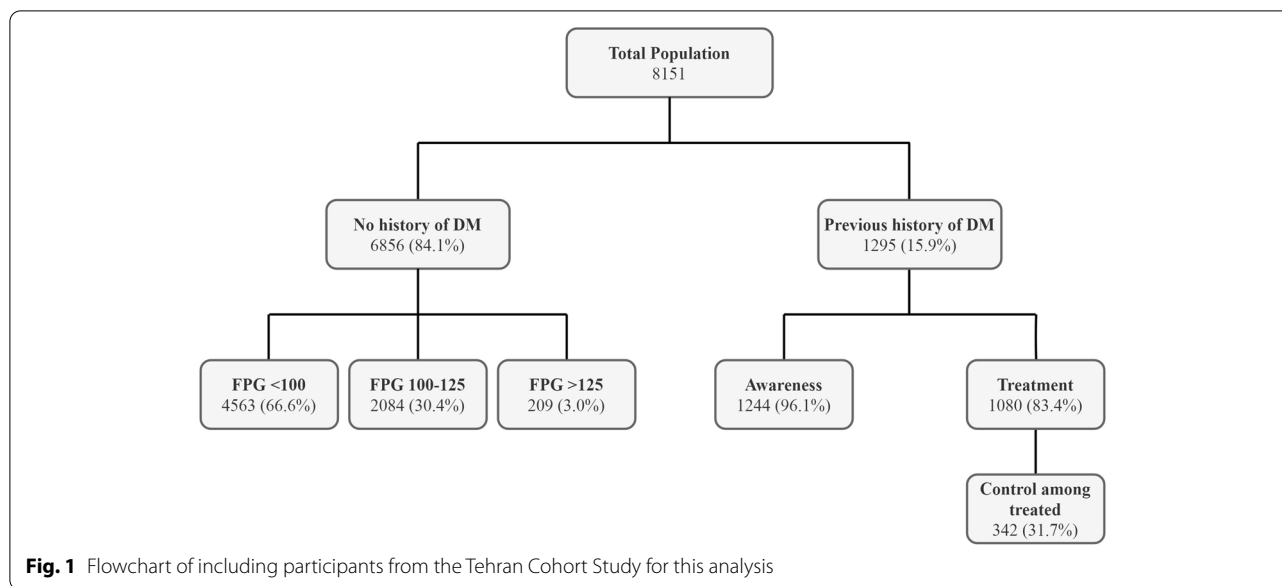 Total Population
8151
No history of DM
6856 (84.1%)
Previous history of DM
1295 (15.9%)
FPG <100
4563 (66.6%)
FPG 100-125
2084 (30.4%)
FPG >125
209 (3.0%)
Awareness
1244 (96.1%)
Treatment
1080 (83.4%)
Control among
treated
342 (31.7%)
Fig. 1 Flowchart of including participants from the Tehran Cohort Study for this analysis